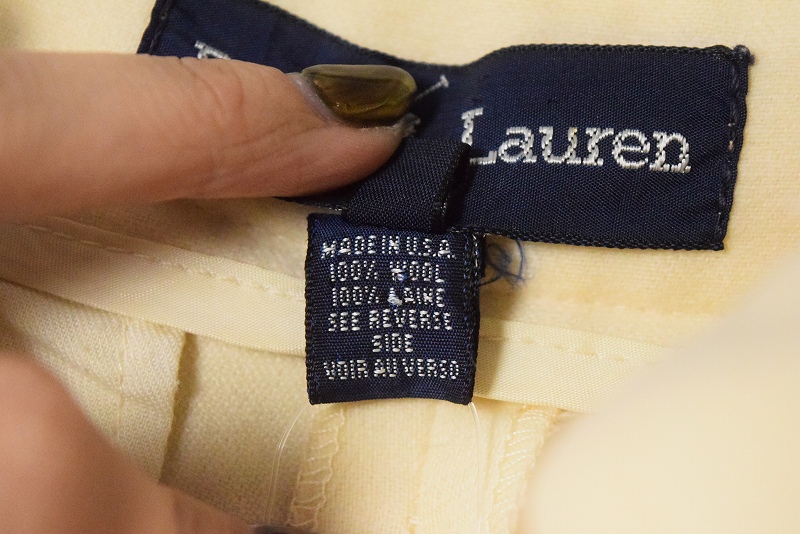 Lauren
MADE IN U.S.A.
100% WOOL
100% LAINE
SEE REVERSE
SIDE
VOIR AU VERSO